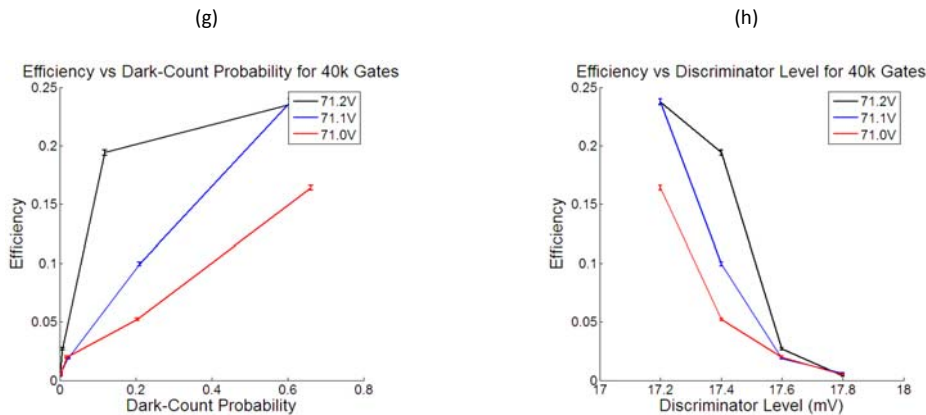 (g)
(h)
Efficiency vs Dark-Count Probability for 40k Gates
0.25
0.2
0.15
0.1
0.05
0
Efficiency
71.2V
71.1V
71.0V
0 0.2 0.4 0.6 0.8
Dark-Count Probability
Efficiency vs Discriminator Level for 40k Gates
0.25
0.2
0.15
0.1
0.05
0
Efficiency
71.2V
71.1V
71.0V
17 17.2 17.4 17.6 17.8 18
Discriminator Level (mV)